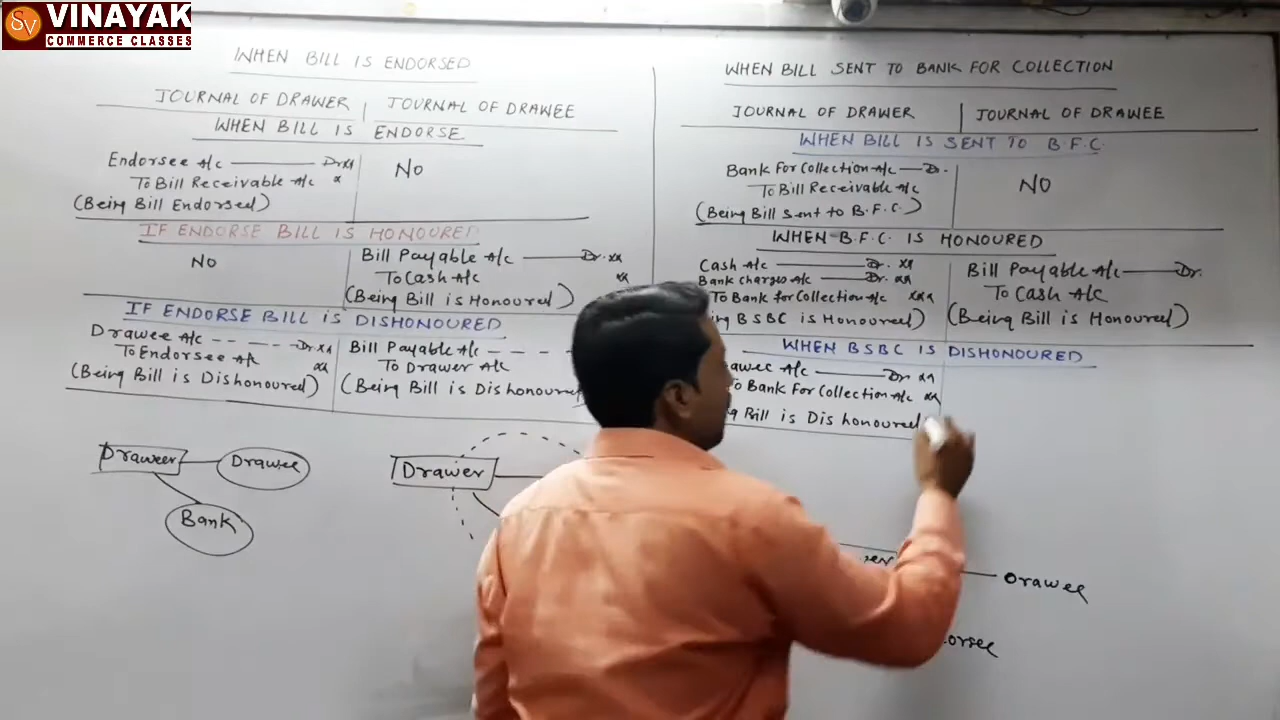 SV VINAYAK
COMMERCE CLASSES
WHEN BILL IS ENDORSED
JOURNAL OF DRAWER | JOURNAL OF DRAWEE
WHEN BILL IS ENDORSE
Endorsee A/c ——— Dr xx
To Bill Receivable A/c x
(Being Bill Endorsed)
NO
IF ENDORSE BILL IS HONOURED
NO
Bill Payable A/c ——— Dr. xx
To Cash A/c xx
(Being Bill is Honoured)
IF ENDORSE BILL IS DISHONOURED
Drawee A/c - - - - Dr xx
To Endorsee A/c xx
(Being Bill is Dishonoured)
Bill Payable A/c - - - -
To Drawer A/c
(Being Bill is Dishonoured
Draweer
Drawee
Bank
Drawer
WHEN BILL SENT TO BANK FOR COLLECTION
JOURNAL OF DRAWER | JOURNAL OF DRAWEE
WHEN BILL IS SENT TO B.F.C.
Bank For Collection A/c — Dr.
To Bill Receivable A/c
(Being Bill sent to B.F.C.)
NO
WHEN B.F.C. IS HONOURED
Cash A/c ——— Dr. xx
Bank Charges A/c ——— Dr. xx
To Bank for Collection A/c xxx
BSBC is Honoured)
Bill Payable A/c ——— Dr.
To Cash A/c
(Being Bill is Honoured)
WHEN BSBC IS DISHONOURED
A/c ——— Dr xx
To Bank For Collection A/c xx
Bill is Dishonoured
Drawee